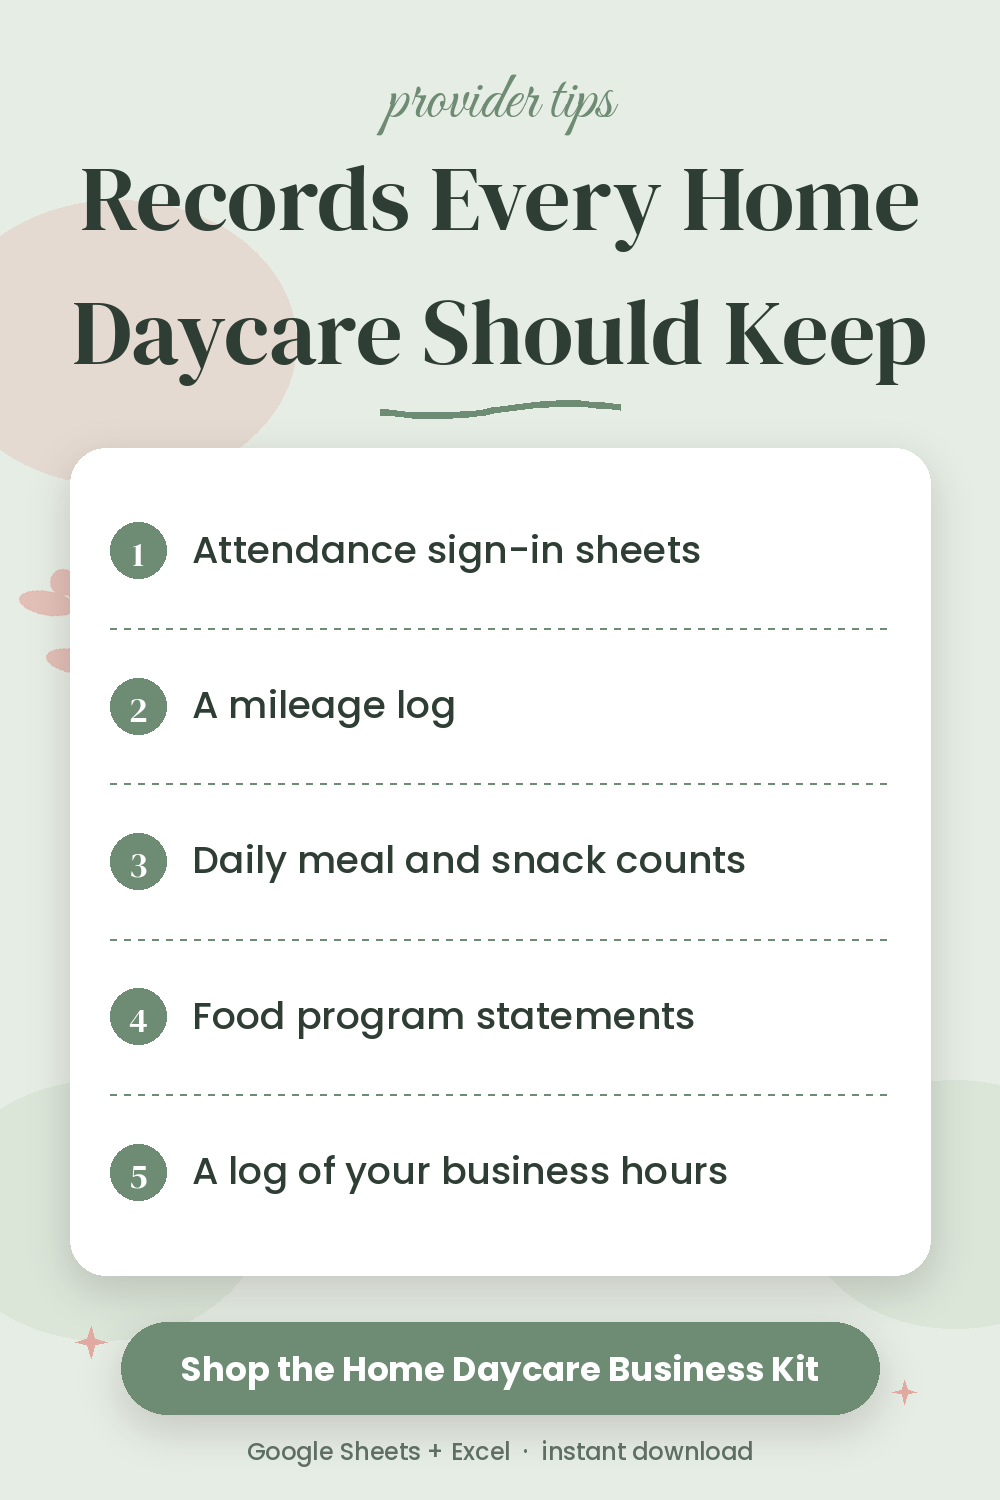 provider tips
Records Every Home
Daycare Should Keep
1 Attendance sign-in sheets
2 A mileage log
3 Daily meal and snack counts
4 Food program statements
5 A log of your business hours
Shop the Home Daycare Business Kit
Google Sheets + Excel · instant download